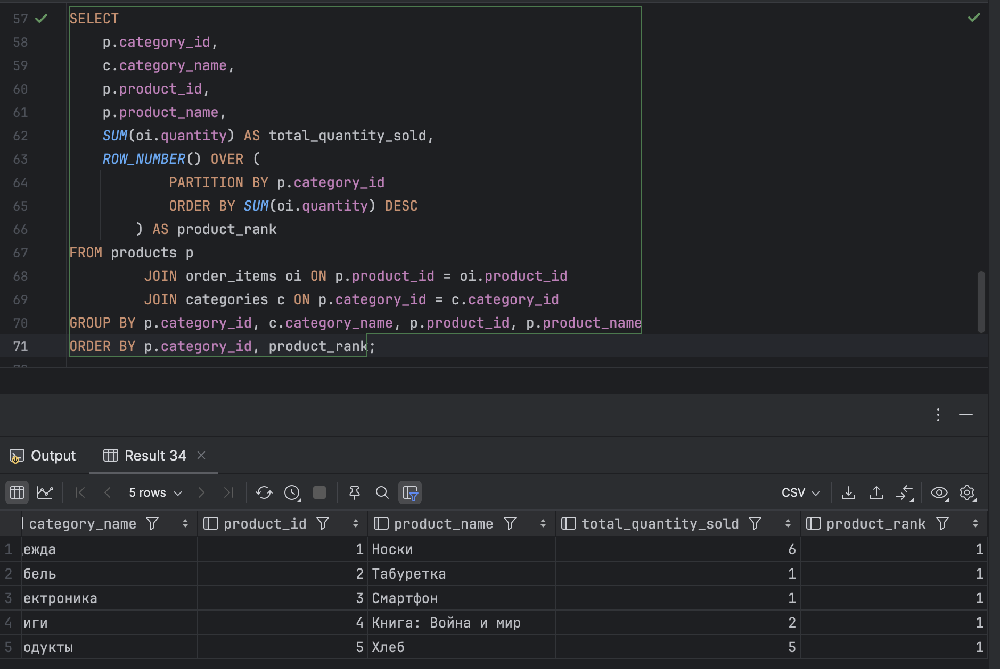 57 SELECT
58 p.category_id,
59 c.category_name,
60 p.product_id,
61 p.product_name,
62 SUM(oi.quantity) AS total_quantity_sold,
63 ROW_NUMBER() OVER (
64 PARTITION BY p.category_id
65 ORDER BY SUM(oi.quantity) DESC
66 ) AS product_rank
67 FROM products p
68 JOIN order_items oi ON p.product_id = oi.product_id
69 JOIN categories c ON p.category_id = c.category_id
70 GROUP BY p.category_id, c.category_name, p.product_id, p.product_name
71 ORDER BY p.category_id, product_rank;
Output Result 34
5 rows CSV
category_name product_id product_name total_quantity_sold product_rank
1 ежда 1 Носки 6 1
2 бель 2 Табуретка 1 1
3 ектроника 3 Смартфон 1 1
4 иги 4 Книга: Война и мир 2 1
5 одукты 5 Хлеб 5 1